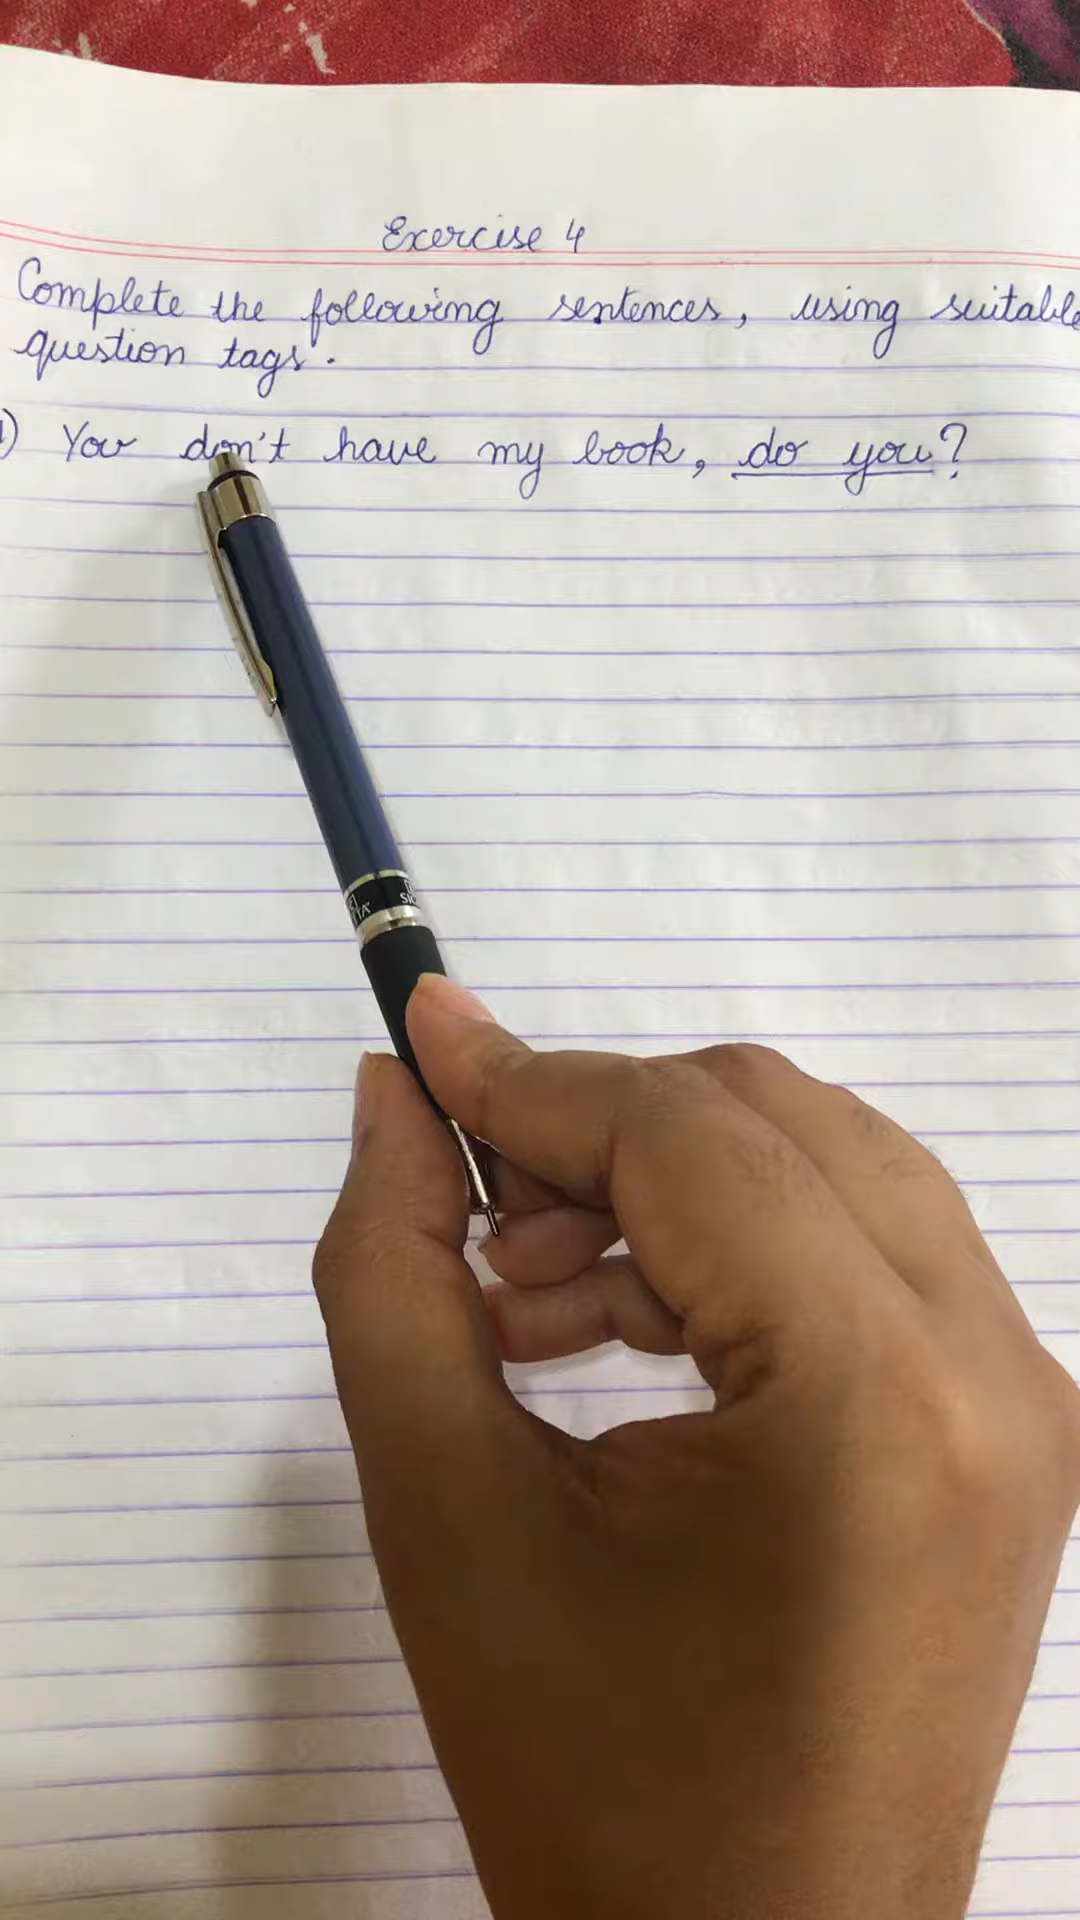 Exercise 4
Complete the following sentences, using suitable
question tags.
You don't have my book, do you?